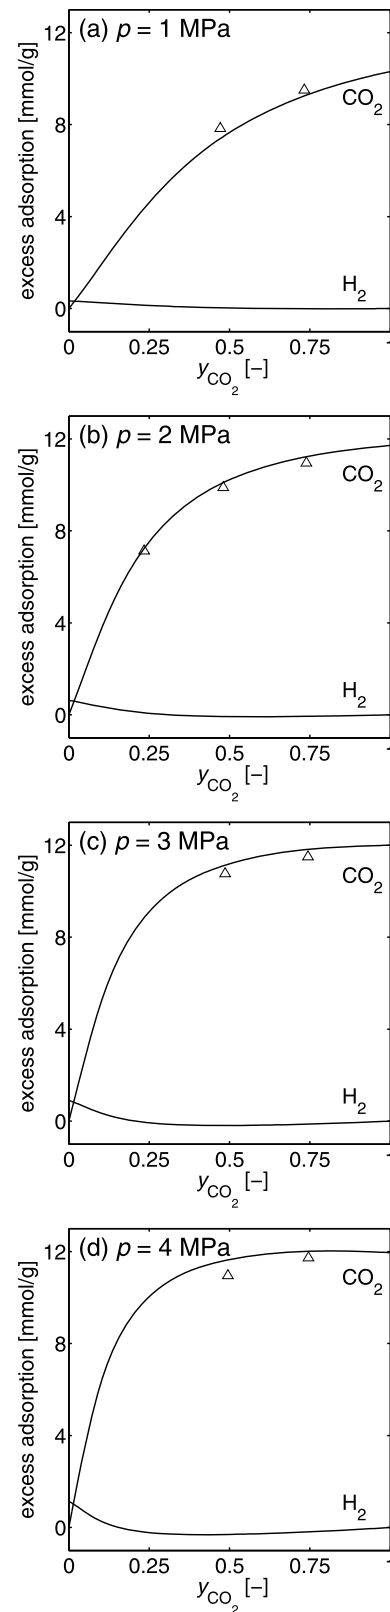 (a) p = 1 MPa
12
8
4
0
excess adsorption [mmol/g]
CO2
H2
0 0.25 0.5 0.75 1
yCO2 [–]
(b) p = 2 MPa
12
8
4
0
excess adsorption [mmol/g]
CO2
H2
0 0.25 0.5 0.75
yCO2 [–]
(c) p = 3 MPa
12
8
4
0
excess adsorption [mmol/g]
CO2
H2
0 0.25 0.5 0.75
yCO2 [–]
(d) p = 4 MPa
12
8
4
0
excess adsorption [mmol/g]
CO2
H2
0 0.25 0.5 0.75
yCO2 [–]